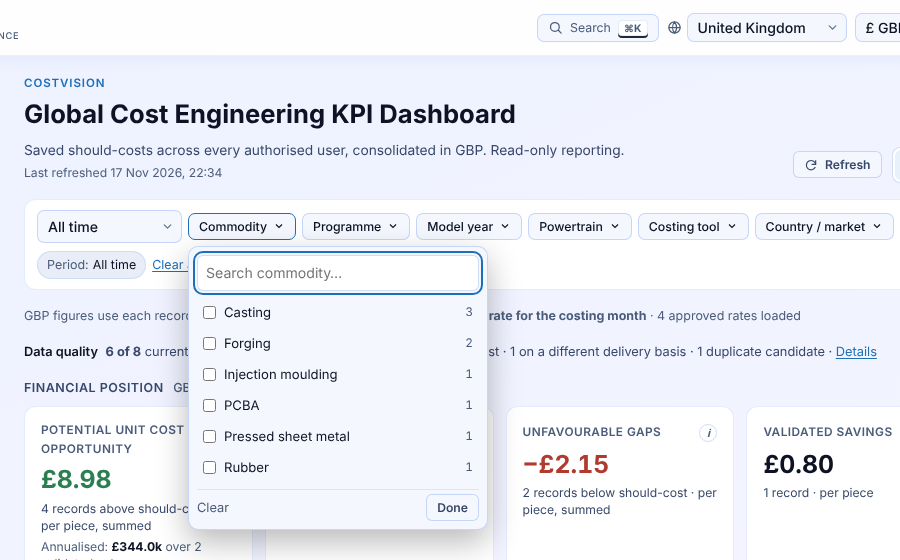 NCE
Search ⌘K
United Kingdom
£ GB
COSTVISION
Global Cost Engineering KPI Dashboard
Saved should-costs across every authorised user, consolidated in GBP. Read-only reporting.
Last refreshed 17 Nov 2026, 22:34
Refresh
All time
Commodity
Programme
Model year
Powertrain
Costing tool
Country / market
Period: All time
Clear
Search commodity...
Casting 3
Forging 2
Injection moulding 1
PCBA 1
Pressed sheet metal 1
Rubber 1
Clear
Done
GBP figures use each record rate for the costing month · 4 approved rates loaded
Data quality 6 of 8 current st · 1 on a different delivery basis · 1 duplicate candidate · Details
FINANCIAL POSITION GB
POTENTIAL UNIT COST
OPPORTUNITY
£8.98
4 records above should-c
per piece, summed
Annualised: £344.0k over 2
UNFAVOURABLE GAPS
i
−£2.15
2 records below should-cost · per
piece, summed
VALIDATED SAVINGS
£0.80
1 record · per piece